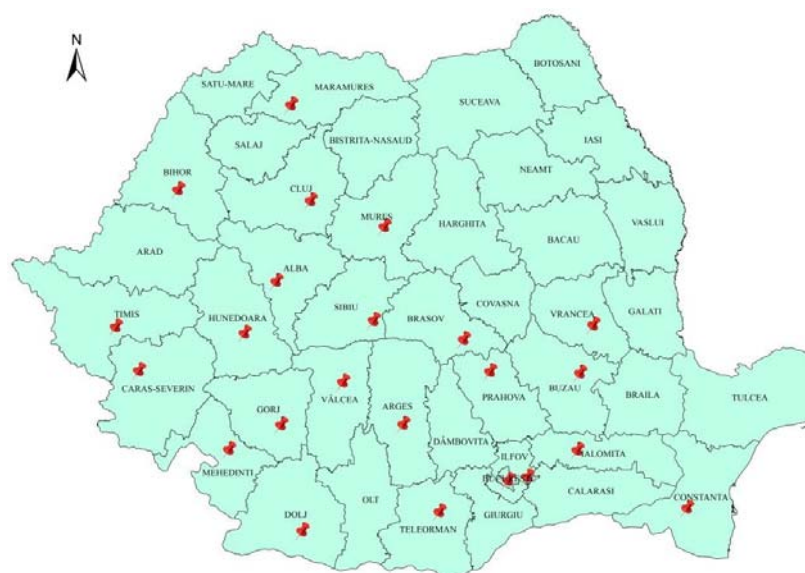 N
BOTOSANI
SATU-MARE
MARAMURES
SUCEAVA
SALAJ
BISTRITA-NASAUD
IASI
NEAMT
BIHOR
CLUJ
MURES
HARGHITA
VASLUI
BACAU
ARAD
ALBA
COVASNA
SIBIU
BRASOV
TIMIS
HUNEDOARA
VRANCEA
GALATI
CARAS-SEVERIN
VÂLCEA
PRAHOVA
BUZAU
BRAILA
TULCEA
GORJ
ARGES
DÂMBOVITA
ILFOV
IALOMITA
MEHEDINTI
CALARASI
CONSTANTA
OLT
DOLJ
GIURGIU
TELEORMAN